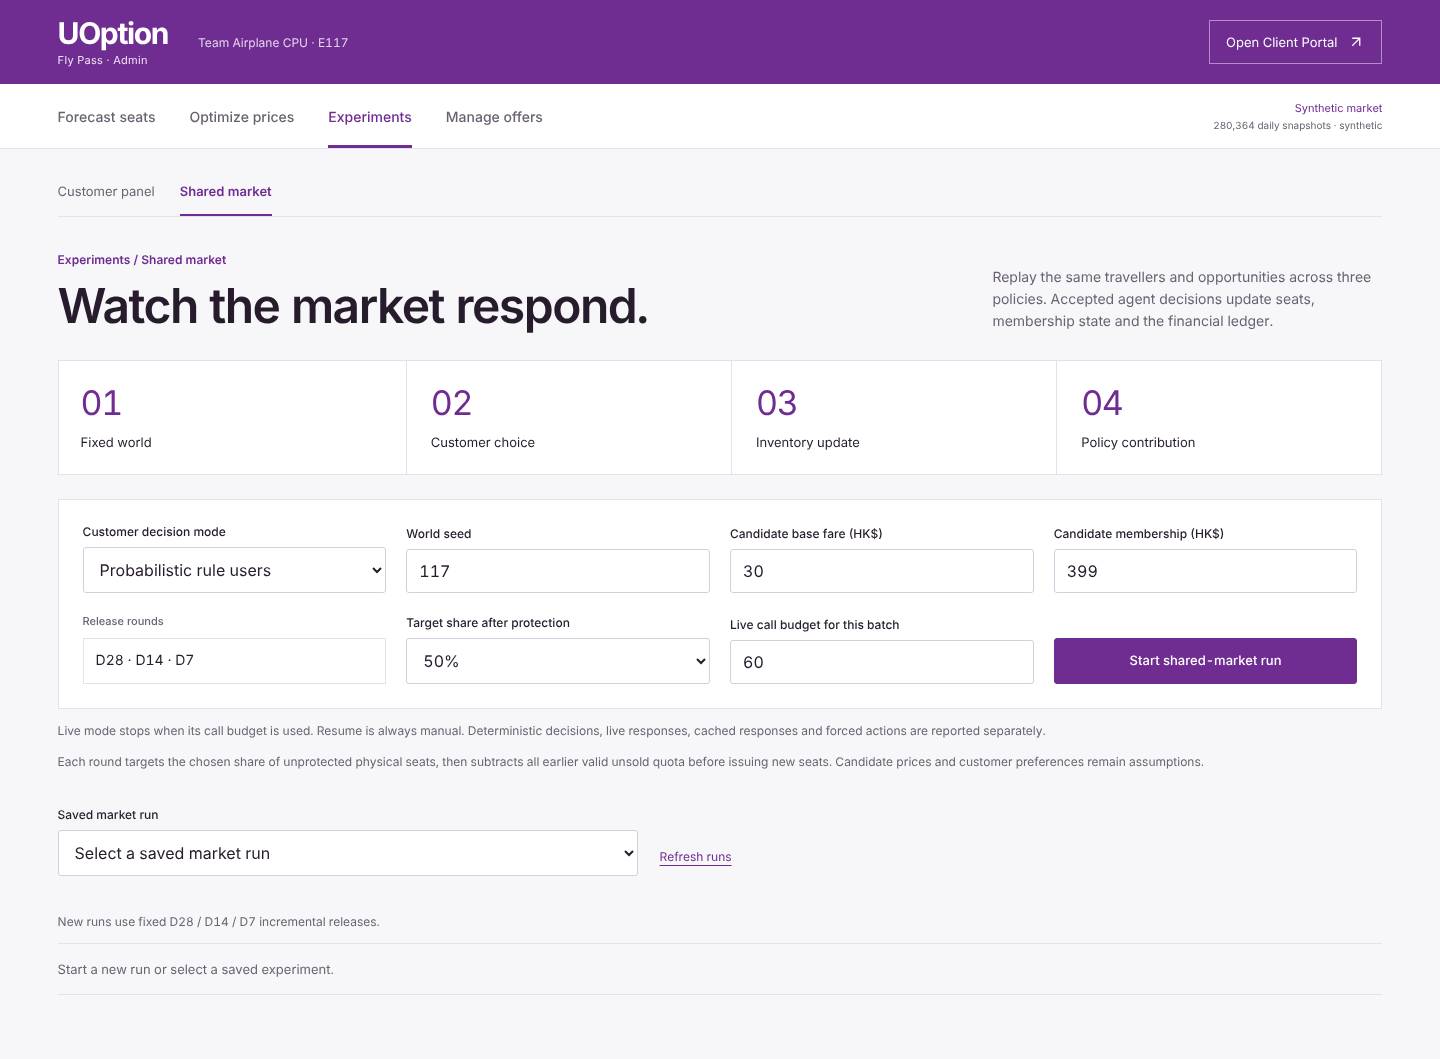 UOption
Fly Pass · Admin
Team Airplane CPU · E117
Open Client Portal
Forecast seats
Optimize prices
Experiments
Manage offers
Synthetic market
280,364 daily snapshots · synthetic
Customer panel
Shared market
Experiments / Shared market
Watch the market respond.
Replay the same travellers and opportunities across three
policies. Accepted agent decisions update seats,
membership state and the financial ledger.
01
Fixed world
02
Customer choice
03
Inventory update
04
Policy contribution
Customer decision mode
Probabilistic rule users
World seed
117
Candidate base fare (HK$)
30
Candidate membership (HK$)
399
Release rounds
D28 · D14 · D7
Target share after protection
50%
Live call budget for this batch
60
Start shared-market run
Live mode stops when its call budget is used. Resume is always manual. Deterministic decisions, live responses, cached responses and forced actions are reported separately.
Each round targets the chosen share of unprotected physical seats, then subtracts all earlier valid unsold quota before issuing new seats. Candidate prices and customer preferences remain assumptions.
Saved market run
Select a saved market run
Refresh runs
New runs use fixed D28 / D14 / D7 incremental releases.
Start a new run or select a saved experiment.